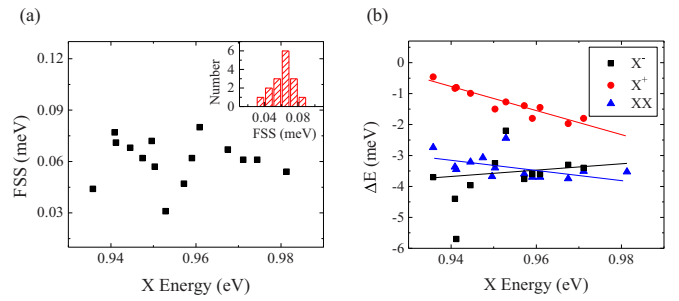 (a)
0.12
0.09
0.06
0.03
FSS (meV)
0.94
0.96
0.98
X Energy (eV)
6
4
2
0
Number
0.04
0.08
FSS (meV)
(b)
0
-1
-2
-3
-4
-5
-6
ΔE (meV)
0.94
0.96
0.98
X Energy (eV)
X⁻
X⁺
XX